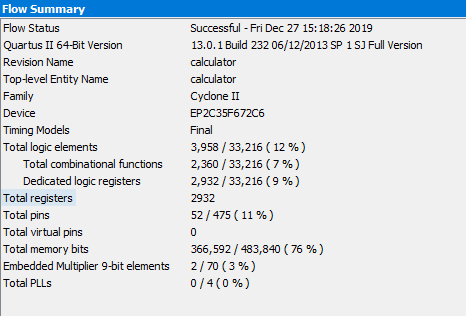 Flow Summary
Flow Status Successful - Fri Dec 27 15:18:26 2019
Quartus II 64-Bit Version 13.0.1 Build 232 06/12/2013 SP 1 SJ Full Version
Revision Name calculator
Top-level Entity Name calculator
Family Cyclone II
Device EP2C35F672C6
Timing Models Final
Total logic elements 3,958 / 33,216 ( 12 % )
Total combinational functions 2,360 / 33,216 ( 7 % )
Dedicated logic registers 2,932 / 33,216 ( 9 % )
Total registers 2932
Total pins 52 / 475 ( 11 % )
Total virtual pins 0
Total memory bits 366,592 / 483,840 ( 76 % )
Embedded Multiplier 9-bit elements 2 / 70 ( 3 % )
Total PLLs 0 / 4 ( 0 % )